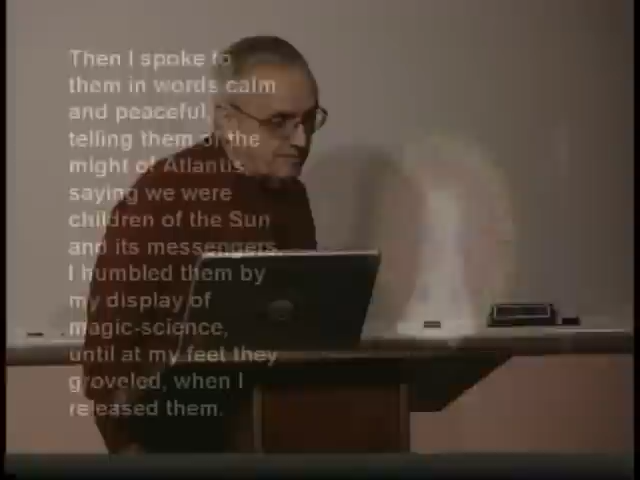 Then I spoke to
them in words calm
and peaceful,
telling them of the
might of Atlantis
saying we were
children of the Sun
and its messengers.
I humbled them by
my display of
magic-science,
until at my feet they
groveled, when I
released them.